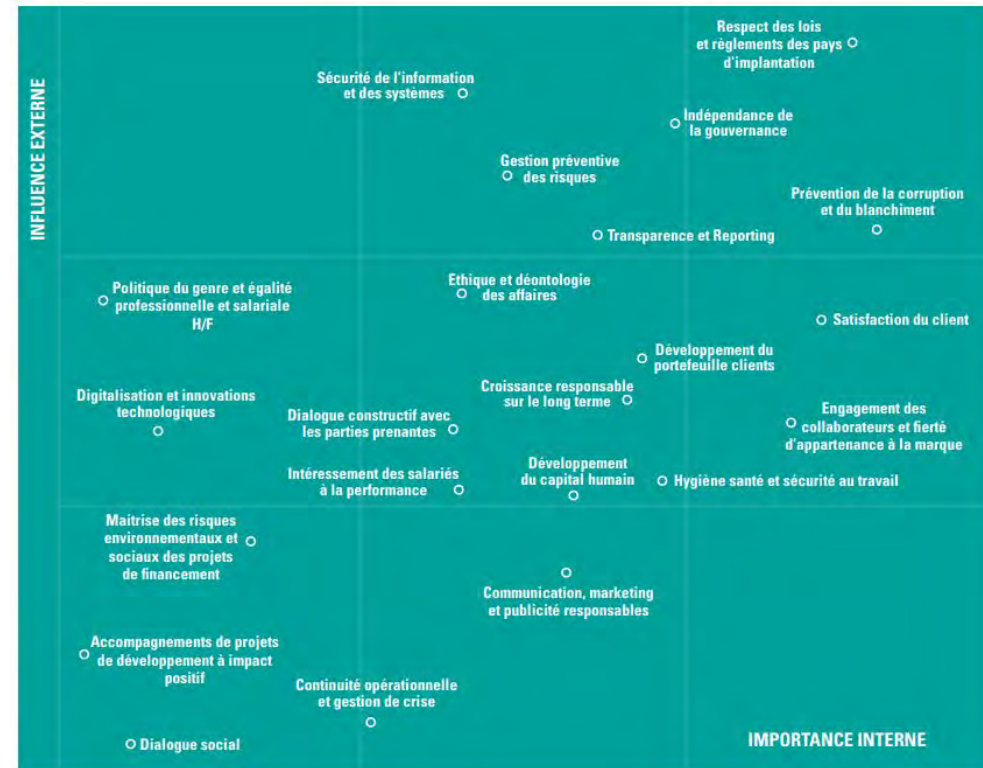 INFLUENCE EXTERNE
Respect des lois
et règlements des pays
d'implantation
Sécurité de l'information
et des systèmes
Indépendance de
la gouvernance
Gestion préventive
des risques
Prévention de la corruption
et du blanchiment
Transparence et Reporting
Politique du genre et égalité
professionnelle et salariale
H/F
Ethique et déontologie
des affaires
Satisfaction du client
Développement du
portefeuille clients
Digitalisation et innovations
technologiques
Croissance responsable
sur le long terme
Dialogue constructif avec
les parties prenantes
Engagement des
collaborateurs et fierté
d'appartenance à la marque
Intéressement des salariés
à la performance
Développement
du capital humain
Hygiène santé et sécurité au travail
Maitrise des risques
environnementaux et
sociaux des projets
de financement
Communication, marketing
et publicité responsables
Accompagnements de projets
de développement à impact
positif
Continuité opérationnelle
et gestion de crise
Dialogue social
IMPORTANCE INTERNE